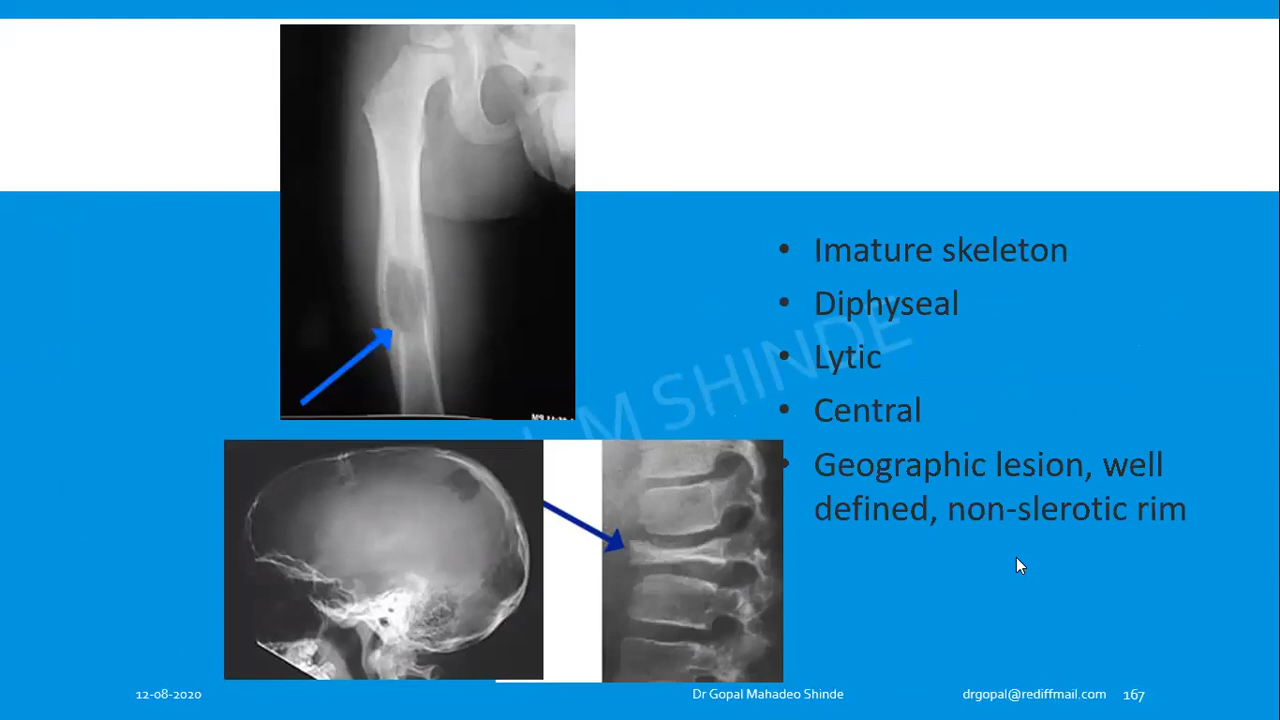 • Imature skeleton
• Diphyseal
• Lytic
• Central
• Geographic lesion, well
defined, non-slerotic rim
M SHINDE
12-08-2020
Dr Gopal Mahadeo Shinde
drgopal@rediffmail.com
167